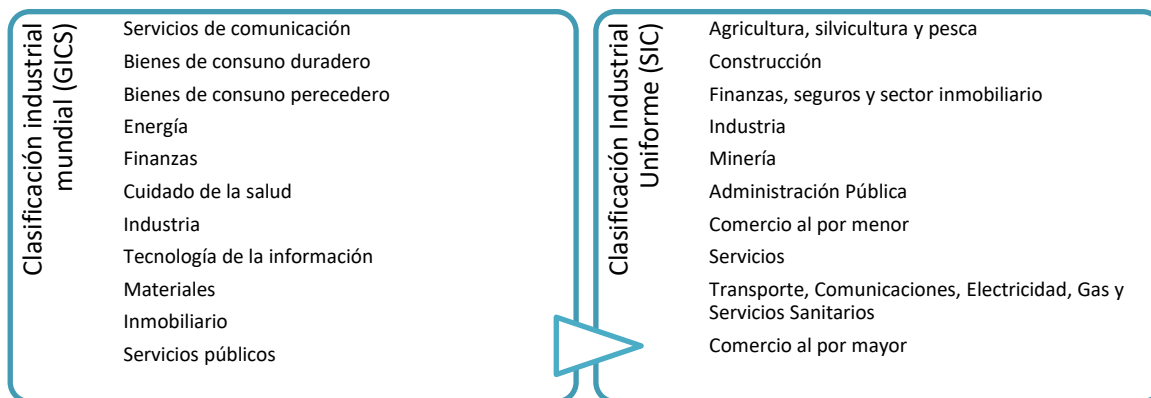 Clasificación industrial
mundial (GICS)
Servicios de comunicación
Bienes de consuno duradero
Bienes de consuno perecedero
Energía
Finanzas
Cuidado de la salud
Industria
Tecnología de la información
Materiales
Inmobiliario
Servicios públicos
Clasificación Industrial
Uniforme (SIC)
Agricultura, silvicultura y pesca
Construcción
Finanzas, seguros y sector inmobiliario
Industria
Minería
Administración Pública
Comercio al por menor
Servicios
Transporte, Comunicaciones, Electricidad, Gas y
Servicios Sanitarios
Comercio al por mayor